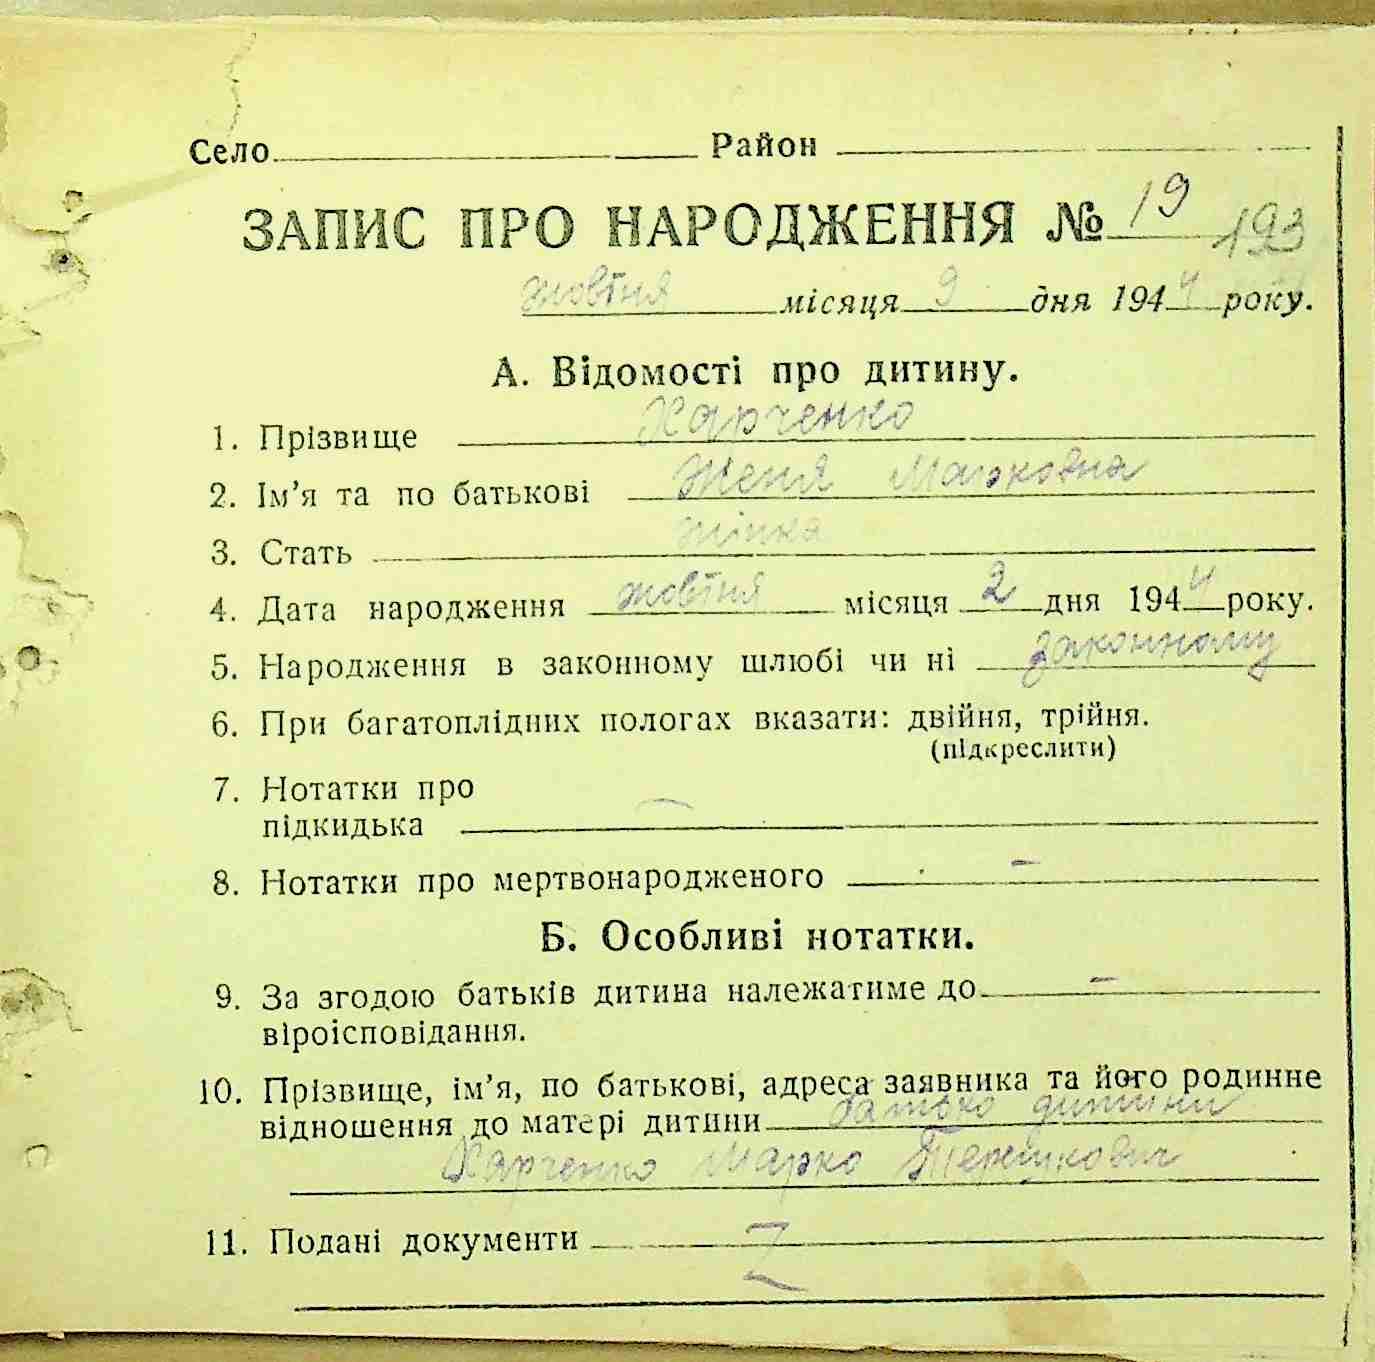 Село Район
ЗАПИС ПРО НАРОДЖЕННЯ № 19 193
жовтня місяця 9 дня 1944 року.
А. Відомості про дитину.
1. Прізвище Харченко
2. Ім’я та по батькові Женя Марковна
3. Стать жінка
4. Дата народження жовтня місяця 2 дня 1944 року.
5. Народження в законному шлюбі чи ні законному
6. При багатоплідних пологах вказати: двійня, трійня.
(підкреслити)
7. Нотатки про
підкидька —
8. Нотатки про мертвонародженого —
Б. Особливі нотатки.
9. За згодою батьків дитина належатиме до —
віроісповідання.
10. Прізвище, ім’я, по батькові, адреса заявника та його родинне
відношення до матері дитини батько дитини
Харченко Марко Терешкович
11. Подані документи